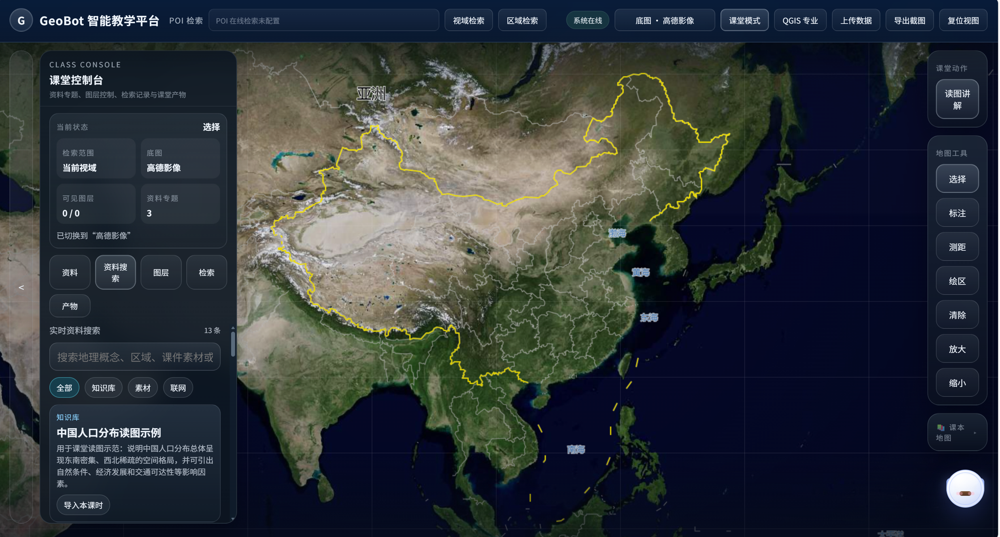 G
GeoBot 智能教学平台
POI 检索
POI 在线检索未配置
视域检索
区域检索
系统在线
底图 • 高德影像
课堂模式
QGIS 专业
上传数据
导出截图
复位视图
CLASS CONSOLE
课堂控制台
资料专题、图层控制、检索记录与课堂产物
当前状态
选择
检索范围
当前视域
底图
高德影像
可见图层
0 / 0
资料专题
3
已切换到“高德影像”
资料
资料搜
索
图层
检索
产物
<
实时资料搜索
13 条
搜索地理概念、区域、课件素材或
全部
知识库
素材
联网
知识库
中国人口分布读图示例
用于课堂读图示范：说明中国人口分布总体呈
现东南密集、西北稀疏的空间格局，并可引出
自然条件、经济发展和交通可达性等影响因
素。
导入本课时
亚洲
渤海
黄海
东海
南海
课堂动作
读图讲
解
地图工具
选择
标注
测距
绘区
清除
放大
缩小
课本
地图